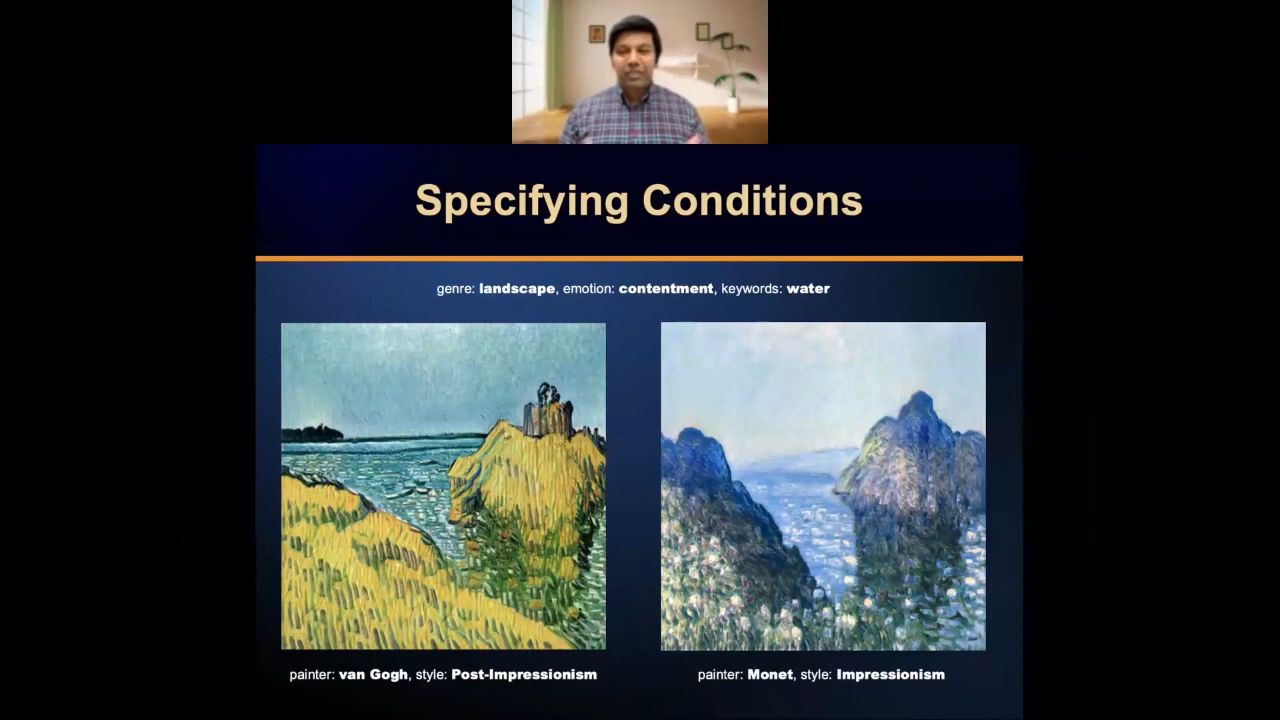 Specifying Conditions
genre: landscape, emotion: contentment, keywords: water
painter: van Gogh, style: Post-Impressionism
painter: Monet, style: Impressionism